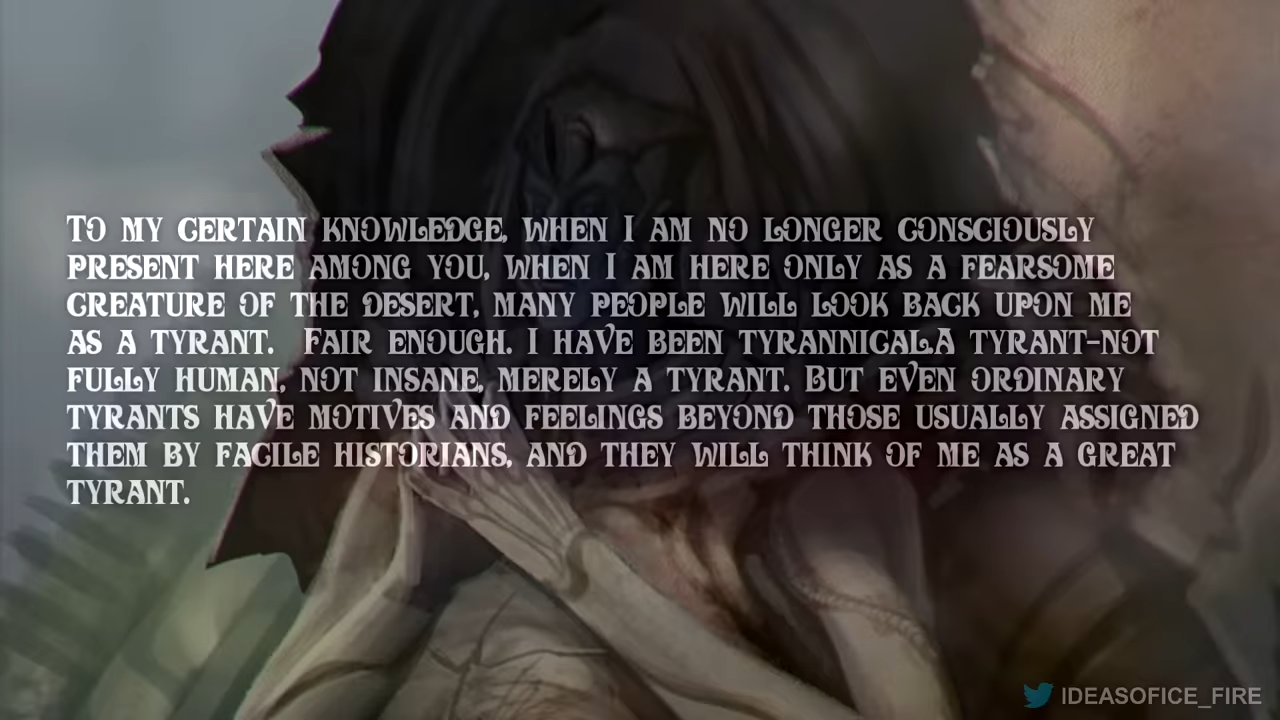 To my certain knowledge, when I am no longer consciously
present here among you, when I am here only as a fearsome
creature of the desert, many people will look back upon me
as a tyrant.  Fair enough. I have been tyrannical.A tyrant-not
fully human, not insane, merely a tyrant. But even ordinary
tyrants have motives and feelings beyond those usually assigned
them by facile historians, and they will think of me as a great
tyrant.
IDEASOFICE_FIRE